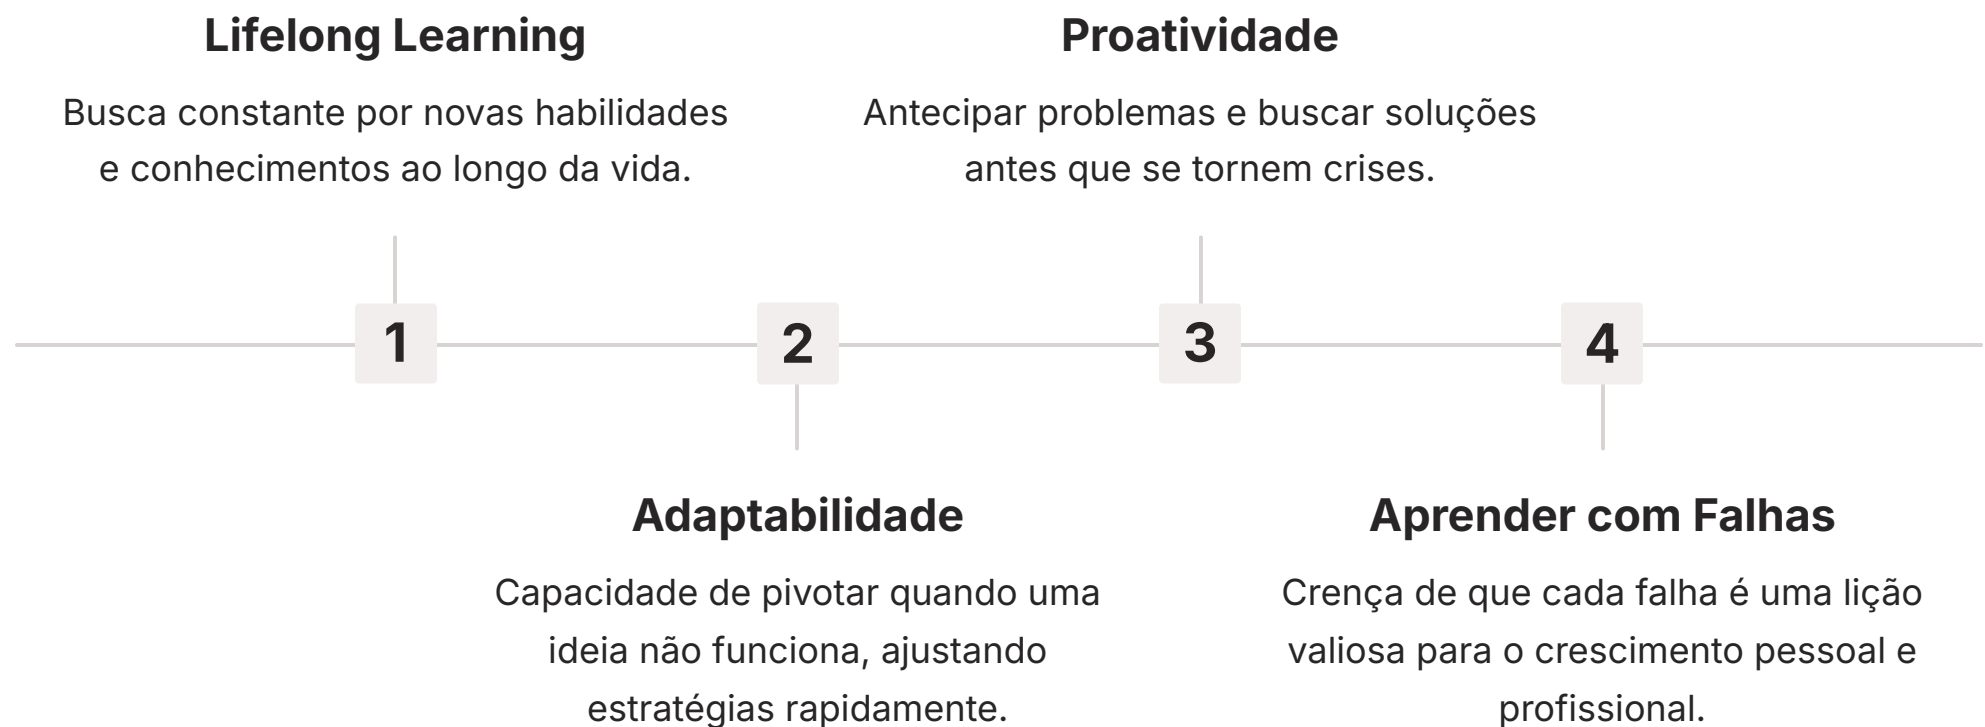 Lifelong Learning
Busca constante por novas habilidades
e conhecimentos ao longo da vida.
1
Adaptabilidade
Capacidade de pivotar quando uma
ideia não funciona, ajustando
estratégias rapidamente.
2
Proatividade
Antecipar problemas e buscar soluções
antes que se tornem crises.
3
Aprender com Falhas
Crença de que cada falha é uma lição
valiosa para o crescimento pessoal e
profissional.
4